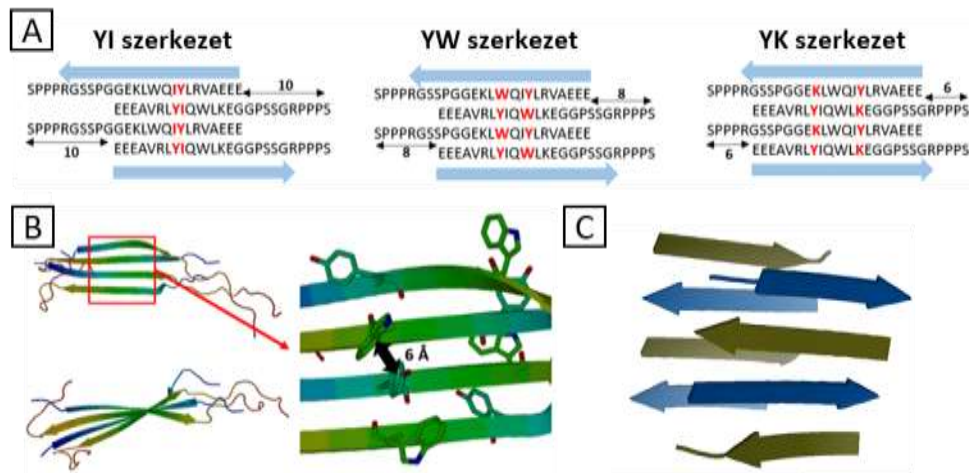 A
YI szerkezet
SPPPRGSSPGGEKLWQIYLRVAEEE 10
EEEAVRLYIQWLKEGGPSSGRPPPS
SPPPRGSSPGGEKLWQIYLRVAEEE
10 EEEAVRLYIQWLKEGGPSSGRPPPS
YW szerkezet
SPPPRGSSPGGEKLWQIYLRVAEEE 8
EEEAVRLYIQWLKEGGPSSGRPPPS
SPPPRGSSPGGEKLWQIYLRVAEEE
8 EEEAVRLYIQWLKEGGPSSGRPPPS
YK szerkezet
SPPPRGSSPGGEKLWQIYLRVAEEE 6
EEEAVRLYIQWLKEGGPSSGRPPPS
SPPPRGSSPGGEKLWQIYLRVAEEE
6 EEEAVRLYIQWLKEGGPSSGRPPPS
B
6 Å
C